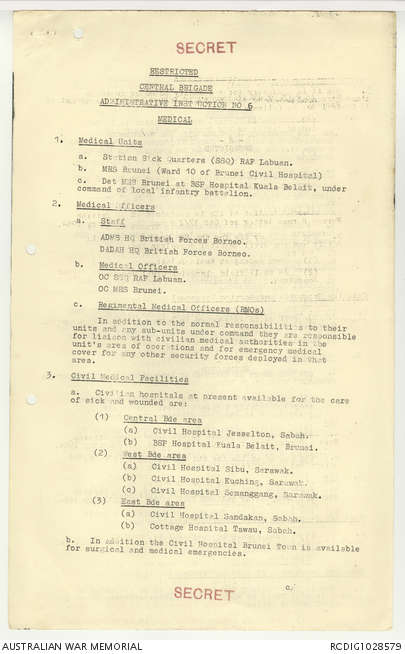 SECRET
RESTRICTED
CENTRAL BRIGADE
ADMINISTRATIVE INSTRUCTION NO 6
MEDICAL
1. Medical Units
a. Station Sick Quarters (SSQ) RAF Labuan.
b. MRS Brunei (Ward 10 of Brunei Civil Hospital)
c. Det MRS Brunei at BSP Hospital Kuala Belait, under
command of local infantry battalion.
2. Medical Officers
a. Staff
ADMS HQ British Forces Borneo.
DADAH HQ British Forces Borneo.
b. Medical Officers
OC SSQ RAF Labuan.
OC MRS Brunei.
c. Regimental Medical Officers (RMOs)
In addition to the normal responsibilities to their
units and any sub-units under command they are responsible
for liaison with civilian medical authorities in the
unit's area of operations and for emergency medical
cover for any other security forces deployed in that
area.
3. Civil Medical Facilities
a. Civilian hospitals at present available for the care
of sick and wounded are:
(1) Central Bde area
(a) Civil Hospital Jesselton, Sabah.
(b) BSP Hospital Kuala Belait, Brunei.
(2) West Bde area
(a) Civil Hospital Sibu, Sarawak.
(b) Civil Hospital Kuching, Sarawak.
(c) Civil Hospital Semanggang, Sarawak.
(3) East Bde area
(a) Civil Hospital Sandakan, Sabah.
(b) Cottage Hospital Tawau, Sabah.
b. In addition the Civil Hospital Brunei Town is available
for surgical and medical emergencies.
c.
SECRET
AUSTRALIAN WAR MEMORIAL
RCDIG1028579